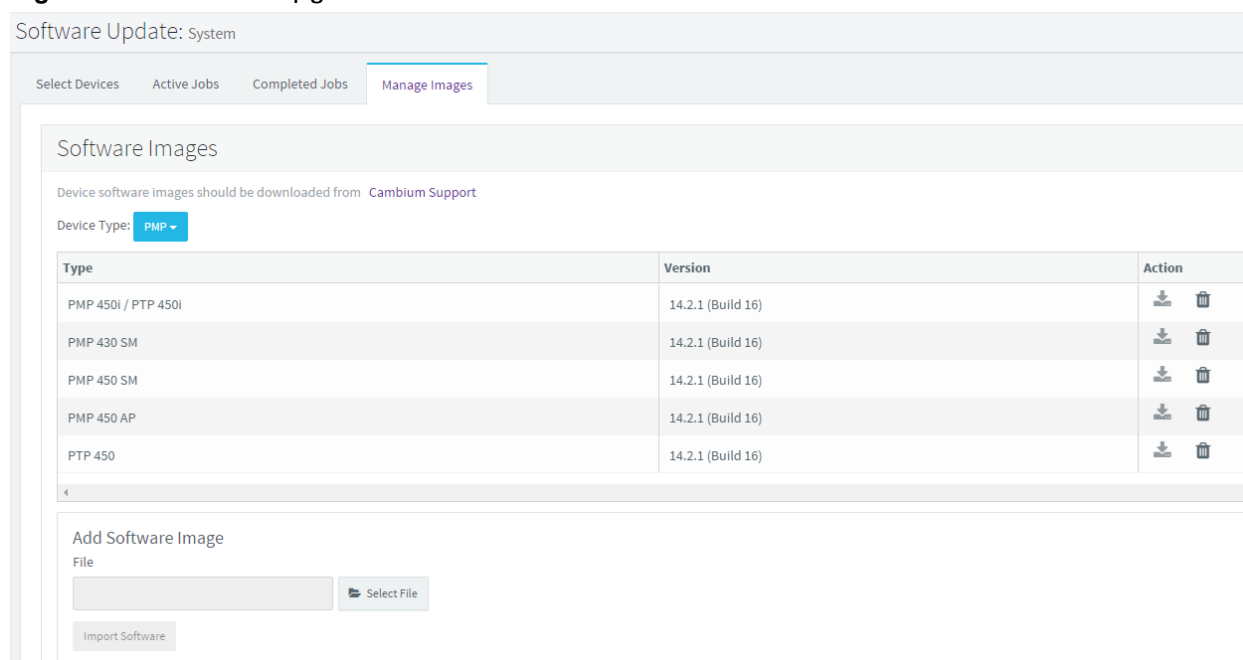 Software Update: System
Select Devices Active Jobs Completed Jobs Manage Images
Software Images
Device software images should be downloaded from Cambium Support
Device Type: PMP
Type Version Action
PMP 450i / PTP 450i 14.2.1 (Build 16)
PMP 430 SM 14.2.1 (Build 16)
PMP 450 SM 14.2.1 (Build 16)
PMP 450 AP 14.2.1 (Build 16)
PTP 450 14.2.1 (Build 16)
Add Software Image
File
Select File
Import Software